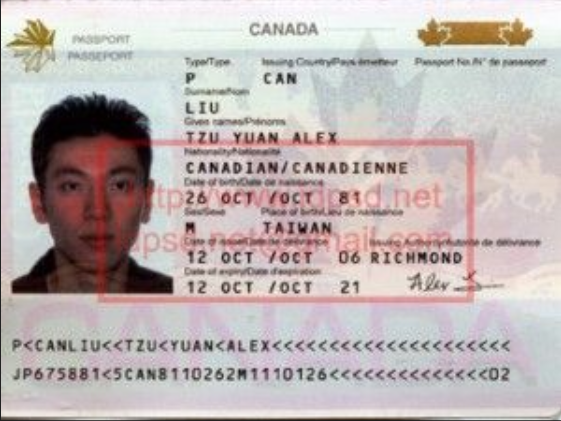 CANADA
PASSPORT
PASSEPORT
Type/Type Issuing Country/Pays émetteur Passport No./N° de passeport
P CAN
Surname/Nom
LIU
Given names/Prénoms
TZU YUAN ALEX
Nationality/Nationalité
CANADIAN/CANADIENNE
Date of birth/Date de naissance
26 OCT /OCT 81
Sex/Sexe Place of birth/Lieu de naissance
M TAIWAN
Date of issue/Date de délivrance Issuing Authority/Autorité de délivrance
12 OCT /OCT 06 RICHMOND
Date of expiry/Date d'expiration
12 OCT /OCT 21
CANADA
P<CANLIU<<TZU<YUAN<ALEX<<<<<<<<<<<<<<<<<<<<<
JP675881<5CAN8110262M1110126<<<<<<<<<<<<<<02